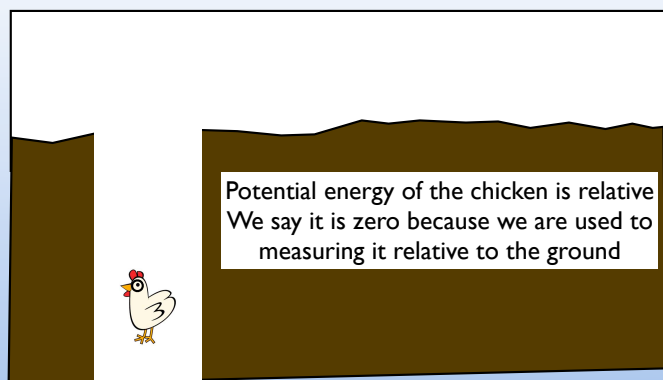 Potential energy of the chicken is relative
We say it is zero because we are used to
measuring it relative to the ground